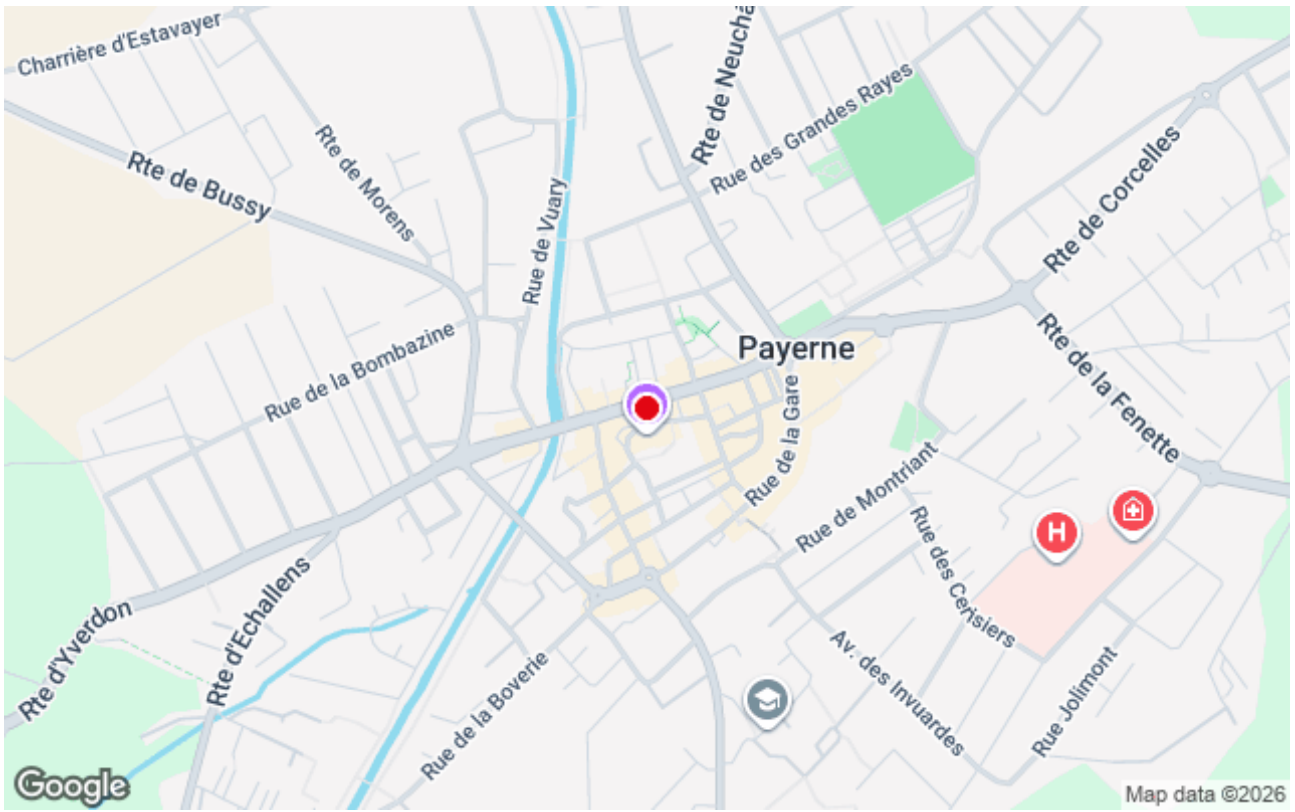 Charrière d'Estavayer
Rte de Neuchâ
Rue des Grandes Rayes
Rte de Morens
Rte de Bussy
Rue de Vuary
Rte de Corcelles
Rue de la Bombazine
Payerne
Rte de la Fenette
Rue de la Gare
Rue de Montriant
H
Rue des Cerisiers
Rte d'Echallens
Rte d'Yverdon
Av. des Invuardes
Rue de la Boverie
Rue Jolimont
Google
Map data ©2026